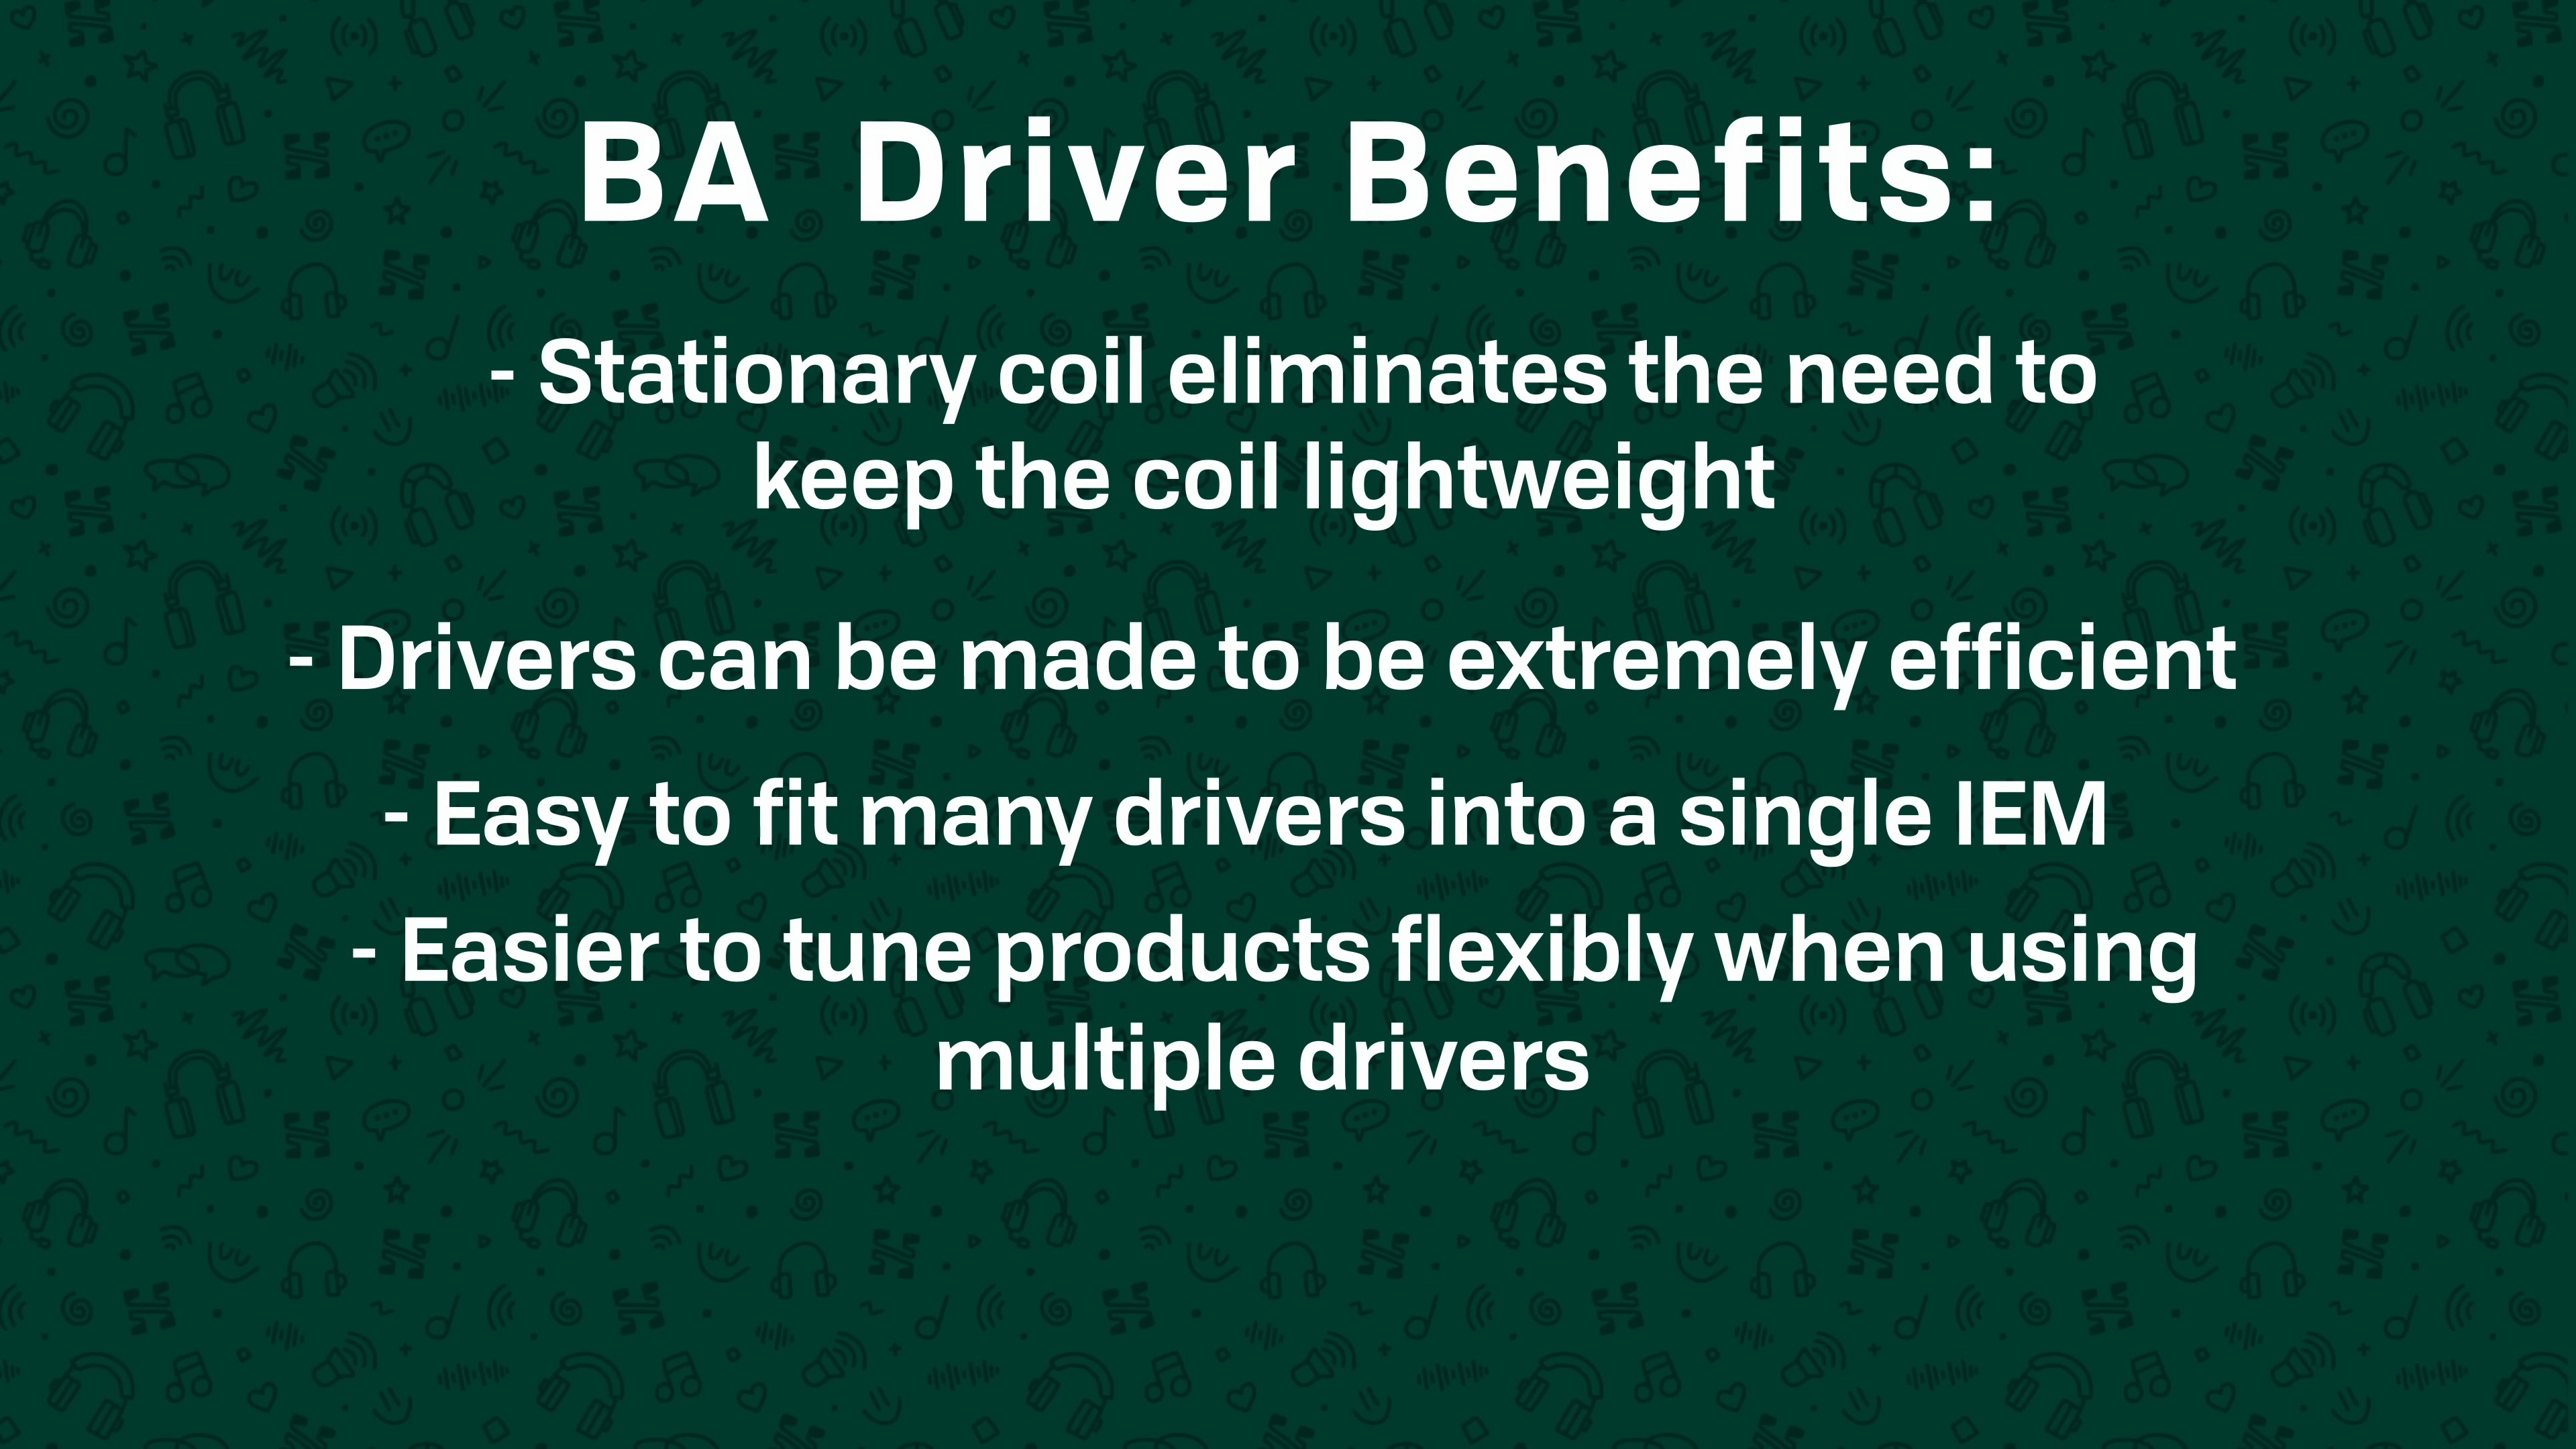 BA Driver Benefits:
- Stationary coil eliminates the need to
keep the coil lightweight
- Drivers can be made to be extremely efficient
- Easy to fit many drivers into a single IEM
- Easier to tune products flexibly when using
multiple drivers